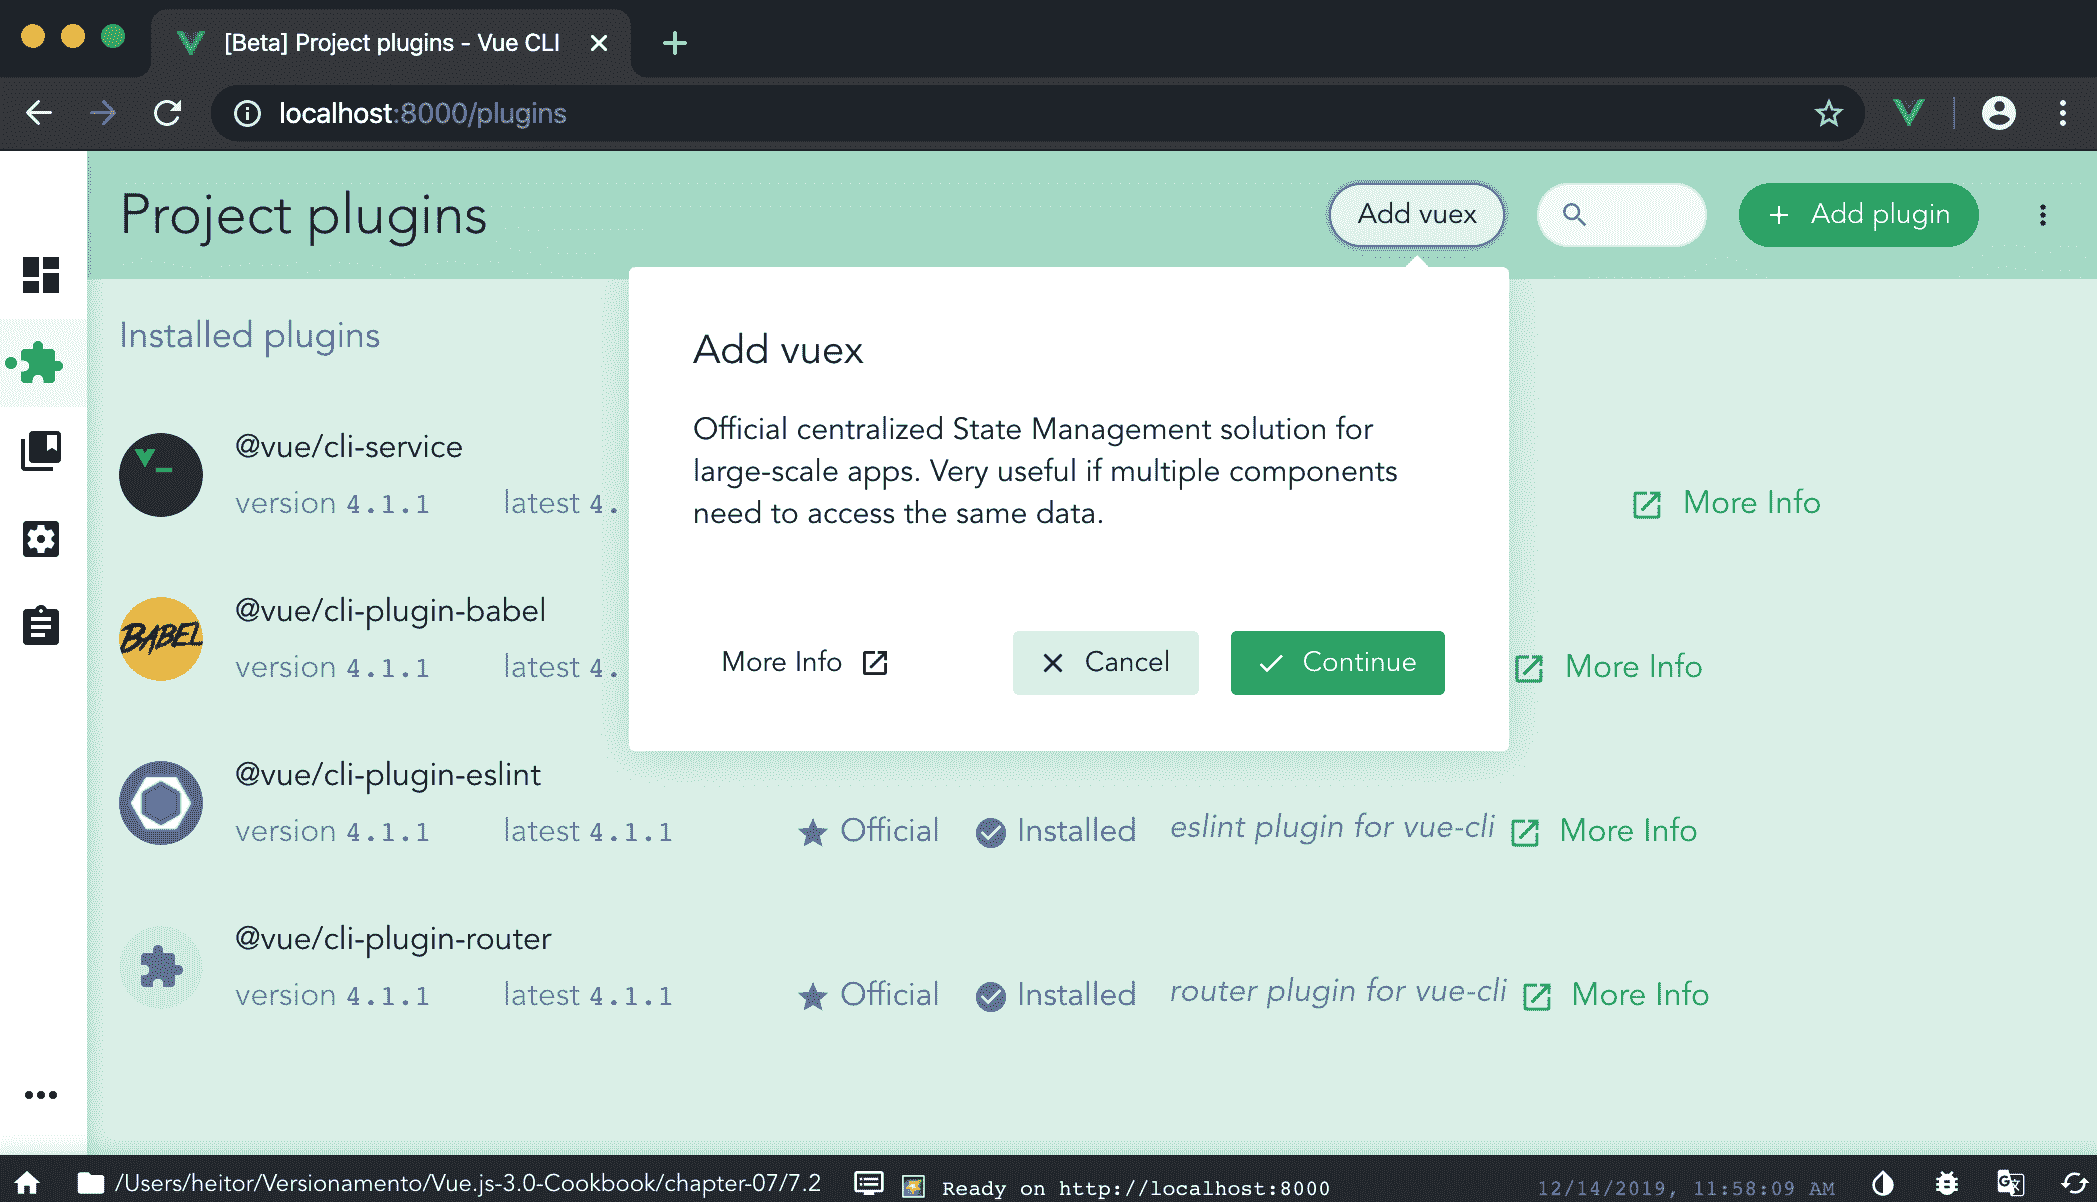 [Beta] Project plugins - Vue CLI
localhost:8000/plugins
Project plugins
Add vuex
Add plugin
Installed plugins
Add vuex
Official centralized State Management solution for
large-scale apps. Very useful if multiple components
need to access the same data.
More Info
Cancel
Continue
@vue/cli-service
version 4.1.1 latest 4.
More Info
BABEL
@vue/cli-plugin-babel
version 4.1.1 latest 4.
More Info
@vue/cli-plugin-eslint
version 4.1.1 latest 4.1.1 Official Installed eslint plugin for vue-cli More Info
@vue/cli-plugin-router
version 4.1.1 latest 4.1.1 Official Installed router plugin for vue-cli More Info
/Users/heitor/Versionamento/Vue.js-3.0-Cookbook/chapter-07/7.2 Ready on http://localhost:8000 12/14/2019, 11:58:09 AM